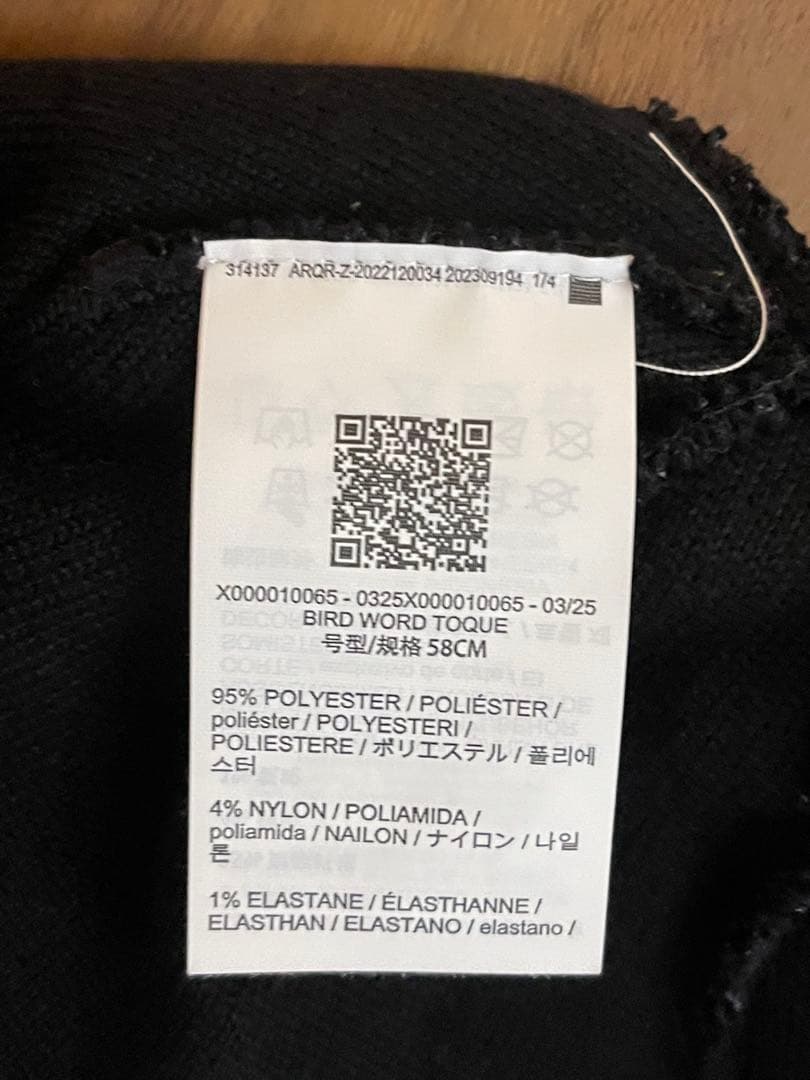 314137 ARQR-Z-2022120034 202309194 1/4
X000010065 - 0325X000010065 - 03/25
BIRD WORD TOQUE
号型/规格 58CM
95% POLYESTER / POLIÉSTER /
poliéster / POLYESTERI /
POLIESTERE / ポリエステル / 폴리에
스터
4% NYLON / POLIAMIDA /
poliamida / NAILON / ナイロン / 나일
론
1% ELASTANE / ÉLASTHANNE /
ELASTHAN / ELASTANO / elastano /